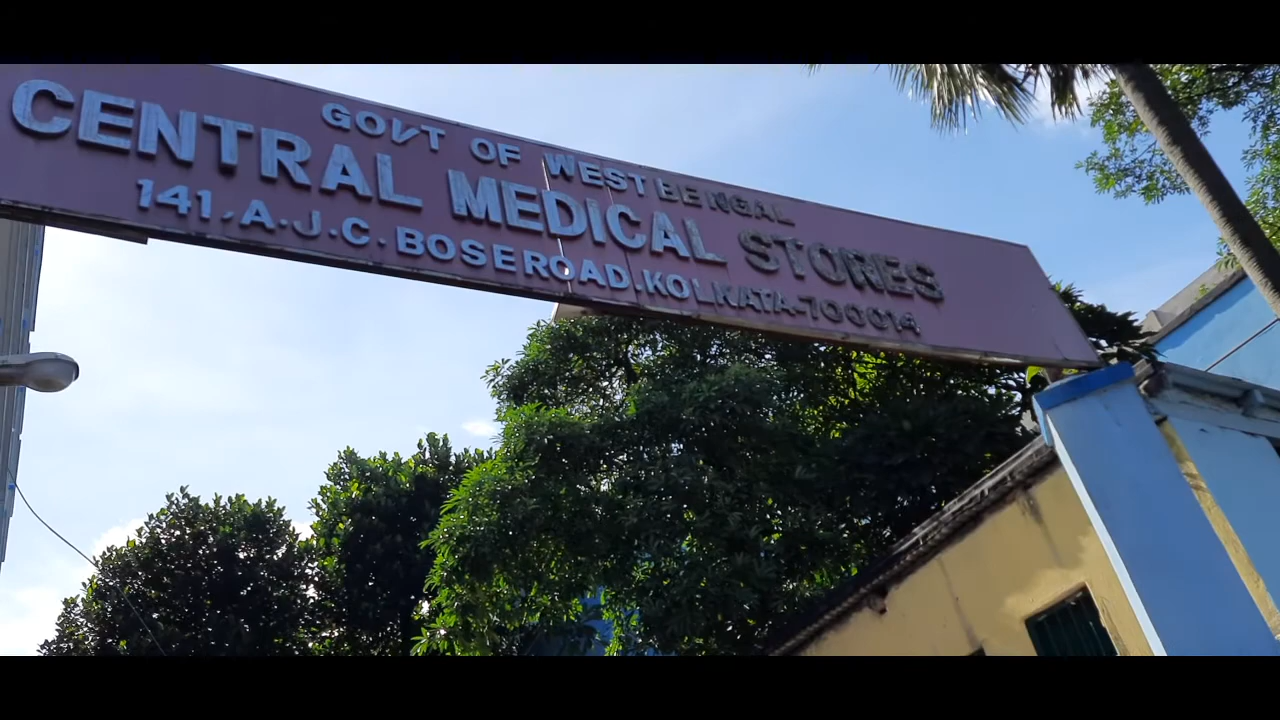 GOVT OF WEST BENGAL
CENTRAL MEDICAL STORES
141, A.J.C. BOSE ROAD. KOLKATA-700014